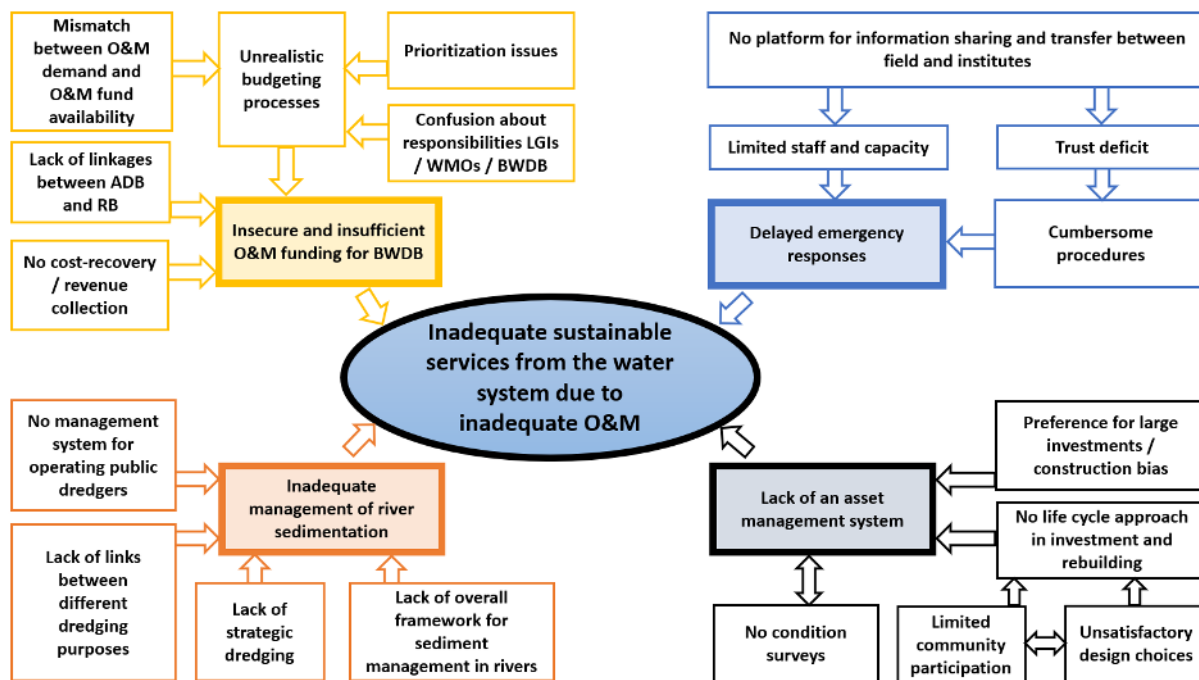 Mismatch
between O&M
demand and
O&M fund
availability
Unrealistic
budgeting
processes
Prioritization issues
Confusion about
responsibilities LGIs
/ WMOs / BWDB
Lack of linkages
between ADB
and RB
No cost-recovery
/ revenue
collection
Insecure and insufficient
O&M funding for BWDB
No platform for information sharing and transfer between
field and institutes
Limited staff and capacity
Trust deficit
Delayed emergency
responses
Cumbersome
procedures
Inadequate sustainable
services from the water
system due to
inadequate O&M
No management
system for
operating public
dredgers
Inadequate
management of river
sedimentation
Lack of links
between
different
dredging
purposes
Lack of
strategic
dredging
Lack of overall
framework for
sediment
management in rivers
Preference for large
investments /
construction bias
Lack of an asset
management system
No life cycle approach
in investment and
rebuilding
No condition
surveys
Limited
community
participation
Unsatisfactory
design choices